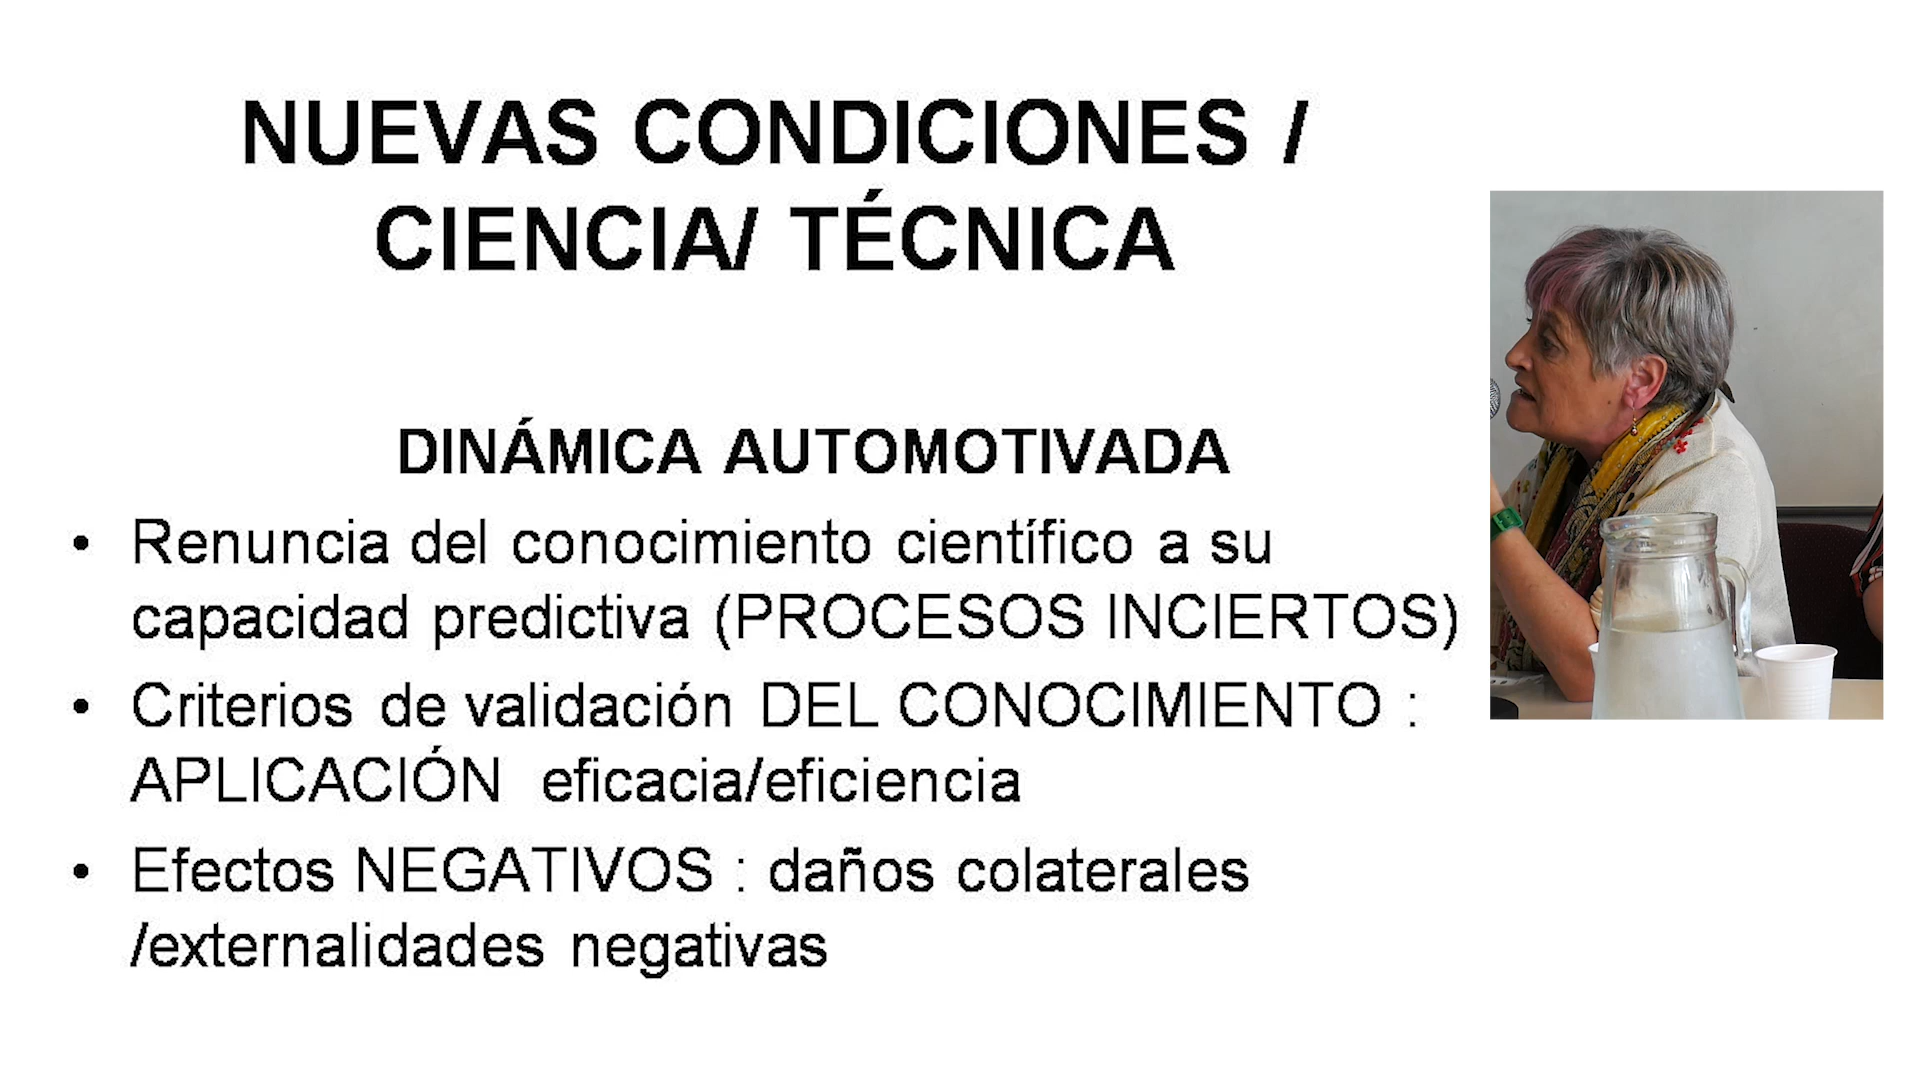 NUEVAS CONDICIONES /
CIENCIA/ TÉCNICA
DINÁMICA AUTOMOTIVADA
• Renuncia del conocimiento científico a su
capacidad predictiva (PROCESOS INCIERTOS)
• Criterios de validación DEL CONOCIMIENTO :
APLICACIÓN eficacia/eficiencia
• Efectos NEGATIVOS : daños colaterales
/externalidades negativas